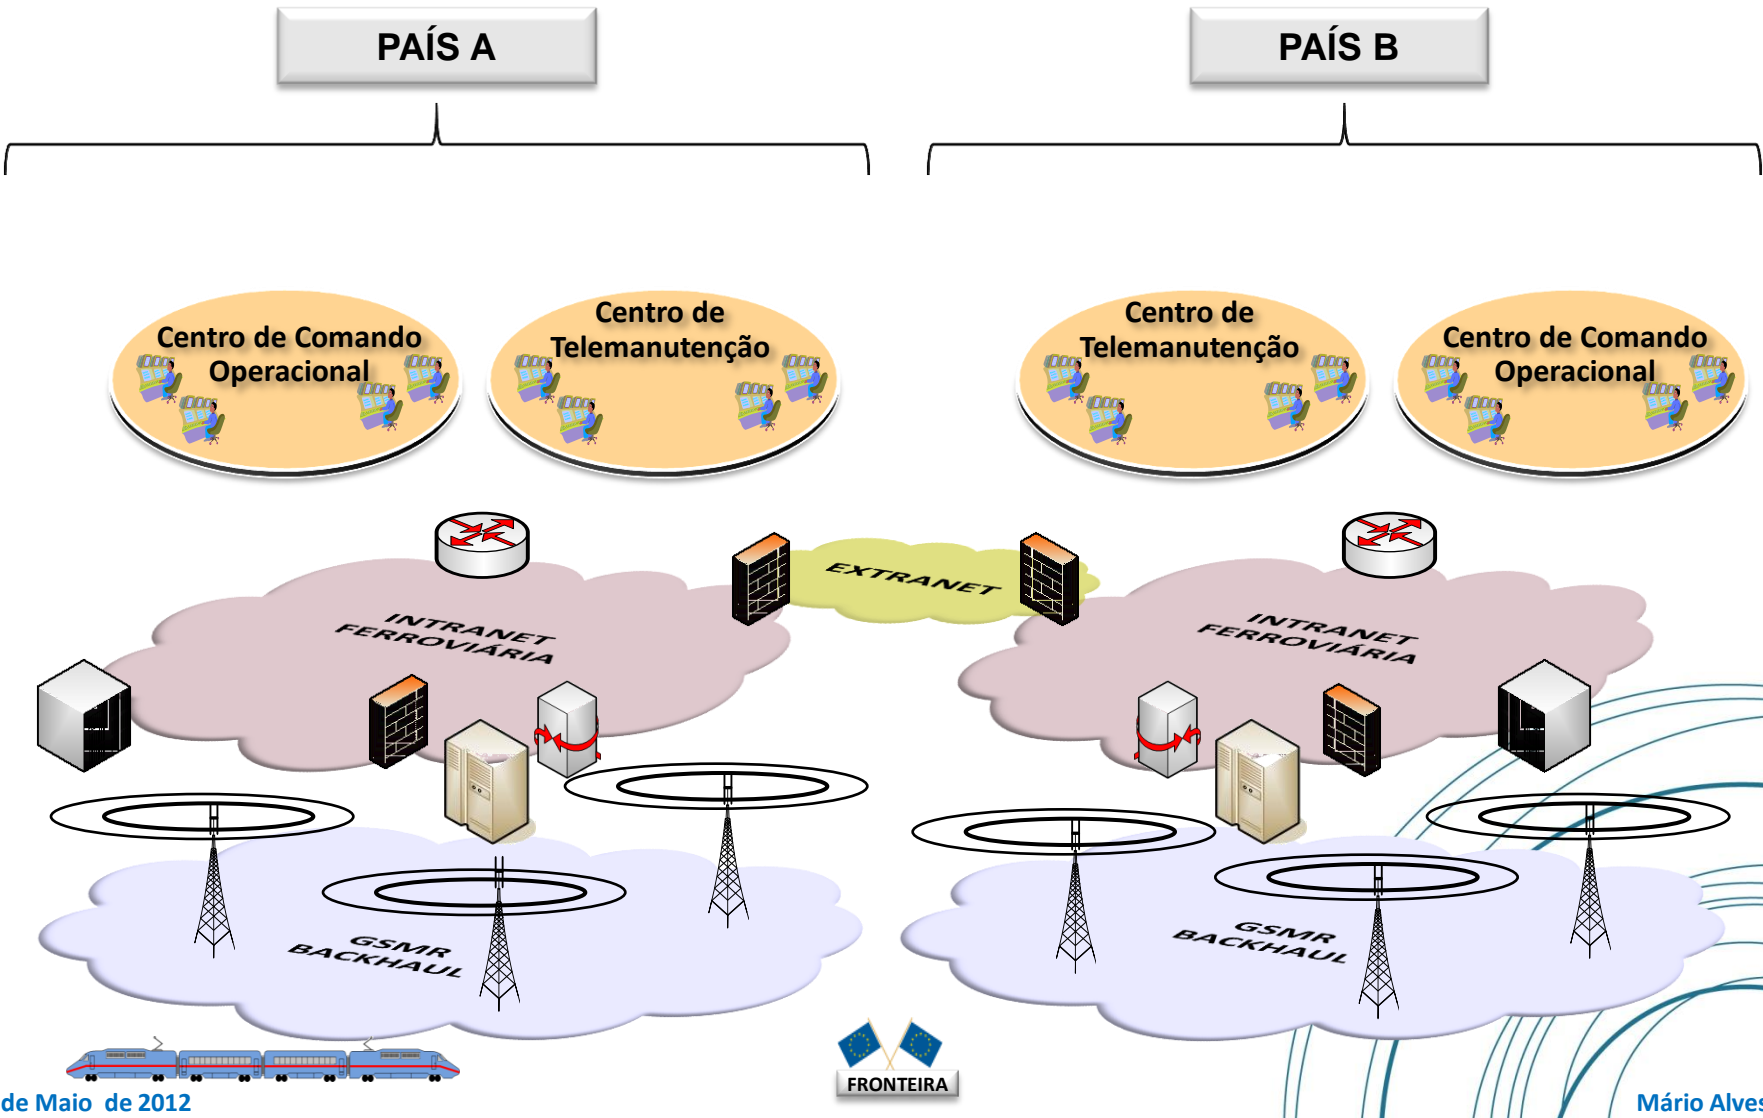 PAÍS A
PAÍS B
Centro de Comando
Operacional
Centro de
Telemanutenção
Centro de
Telemanutenção
Centro de Comando
Operacional
EXTRANET
INTRANET
FERROVIÁRIA
INTRANET
FERROVIÁRIA
GSMR
BACKHAUL
GSMR
BACKHAUL
FRONTEIRA
de Maio de 2012
Mário Alves